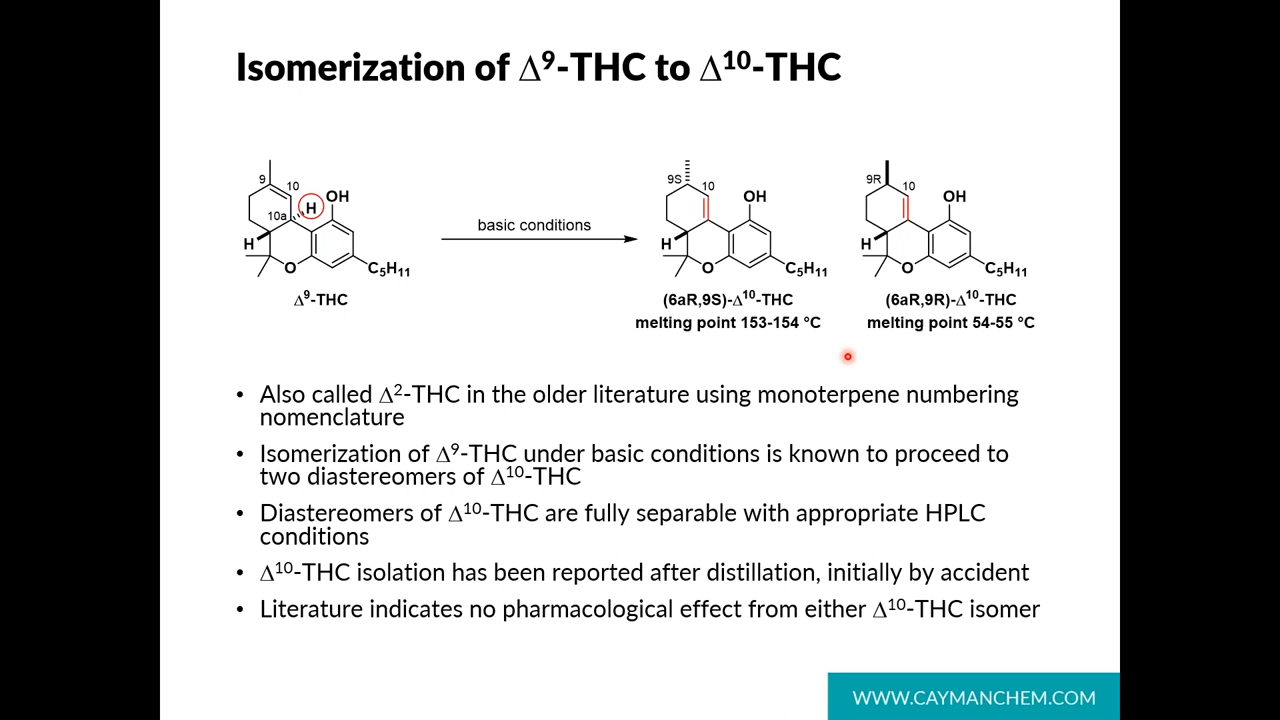 Isomerization of Δ⁹-THC to Δ¹⁰-THC
9
10
OH
H
10a
H
O
C₅H₁₁
Δ⁹-THC
basic conditions
9S
10
OH
H
O
C₅H₁₁
(6aR,9S)-Δ¹⁰-THC
melting point 153-154 °C
9R
10
OH
H
O
C₅H₁₁
(6aR,9R)-Δ¹⁰-THC
melting point 54-55 °C
• Also called Δ²-THC in the older literature using monoterpene numbering
nomenclature
• Isomerization of Δ⁹-THC under basic conditions is known to proceed to
two diastereomers of Δ¹⁰-THC
• Diastereomers of Δ¹⁰-THC are fully separable with appropriate HPLC
conditions
• Δ¹⁰-THC isolation has been reported after distillation, initially by accident
• Literature indicates no pharmacological effect from either Δ¹⁰-THC isomer
WWW.CAYMANCHEM.COM